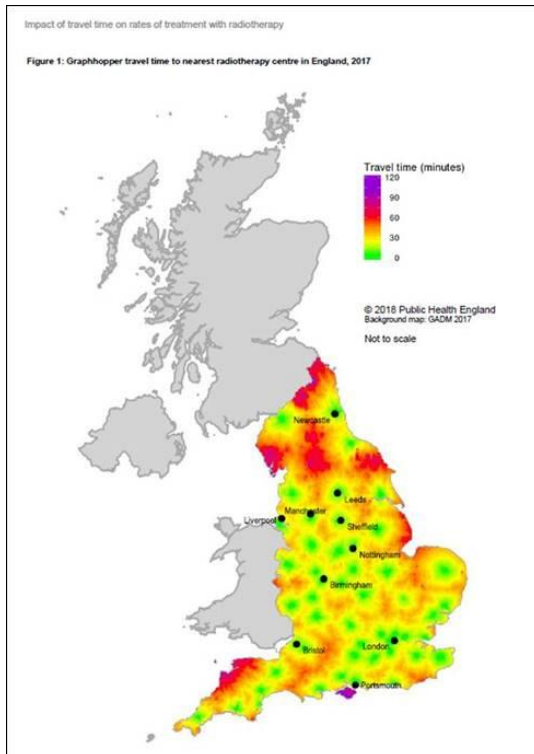 Impact of travel time on rates of treatment with radiotherapy
Figure 1: Graphhopper travel time to nearest radiotherapy centre in England, 2017
Travel time (minutes)
120
90
60
30
0
© 2018 Public Health England
Background map: GADM 2017
Not to scale
Newcastle
Leeds
Manchester
Liverpool
Sheffield
Nottingham
Birmingham
London
Bristol
Portsmouth